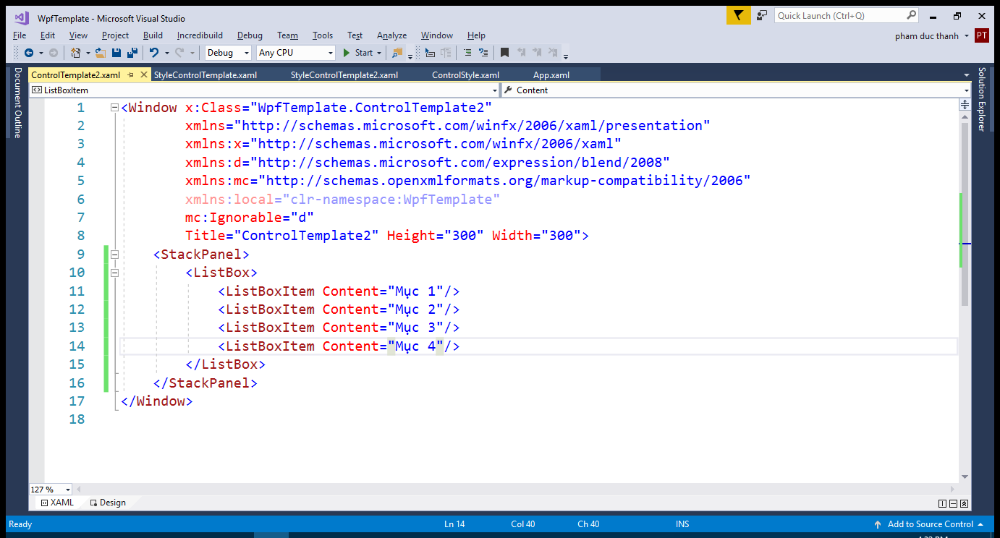 WpfTemplate - Microsoft Visual Studio
Quick Launch (Ctrl+Q)
File Edit View Project Build Incredibuild Debug Team Tools Test Analyze Window Help
pham duc thanh PT
Debug Any CPU Start
Document Outline
ControlTemplate2.xaml StyleControlTemplate.xaml StyleControlTemplate2.xaml ControlStyle.xaml App.xaml
Solution Explorer
ListBoxItem Content
1 <Window x:Class="WpfTemplate.ControlTemplate2"
2 xmlns="http://schemas.microsoft.com/winfx/2006/xaml/presentation"
3 xmlns:x="http://schemas.microsoft.com/winfx/2006/xaml"
4 xmlns:d="http://schemas.microsoft.com/expression/blend/2008"
5 xmlns:mc="http://schemas.openxmlformats.org/markup-compatibility/2006"
6 xmlns:local="clr-namespace:WpfTemplate"
7 mc:Ignorable="d"
8 Title="ControlTemplate2" Height="300" Width="300">
9 <StackPanel>
10 <ListBox>
11 <ListBoxItem Content="Mục 1"/>
12 <ListBoxItem Content="Mục 2"/>
13 <ListBoxItem Content="Mục 3"/>
14 <ListBoxItem Content="Mục 4"/>
15 </ListBox>
16 </StackPanel>
17 </Window>
18
127 %
XAML Design
Ready Ln 14 Col 40 Ch 40 INS Add to Source Control